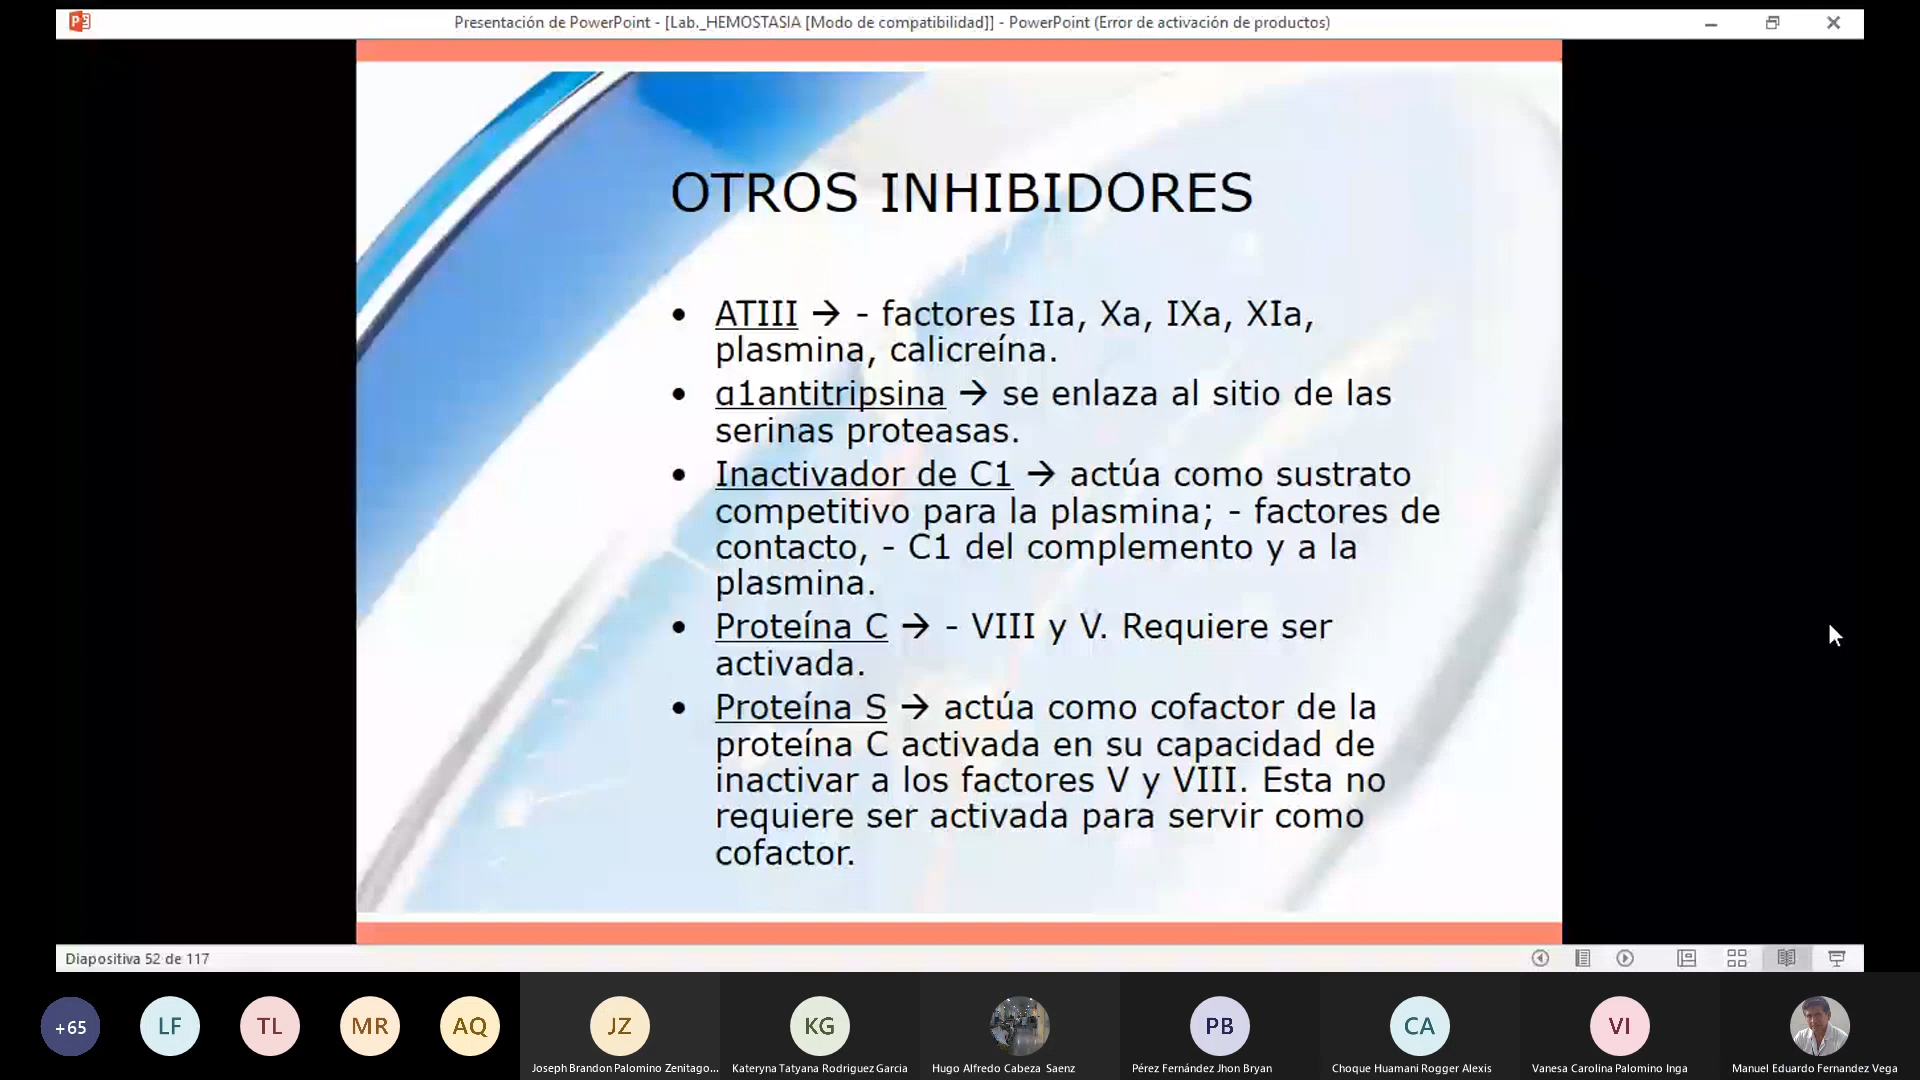 Presentación de PowerPoint - [Lab._HEMOSTASIA [Modo de compatibilidad]] - PowerPoint (Error de activación de productos)
OTROS INHIBIDORES
• ATIII → - factores IIa, Xa, IXa, XIa,
plasmina, calicreína.
• α1antitripsina → se enlaza al sitio de las
serinas proteasas.
• Inactivador de C1 → actúa como sustrato
competitivo para la plasmina; - factores de
contacto, - C1 del complemento y a la
plasmina.
• Proteína C → - VIII y V. Requiere ser
activada.
• Proteína S → actúa como cofactor de la
proteína C activada en su capacidad de
inactivar a los factores V y VIII. Esta no
requiere ser activada para servir como
cofactor.
Diapositiva 52 de 117
+65 LF TL MR AQ JZ KG PB CA VI
Joseph Brandon Palomino Zenitago... Kateryna Tatyana Rodriguez Garcia Hugo Alfredo Cabeza Saenz Pérez Fernández Jhon Bryan Choque Huamani Rogger Alexis Vanesa Carolina Palomino Inga Manuel Eduardo Fernandez Vega